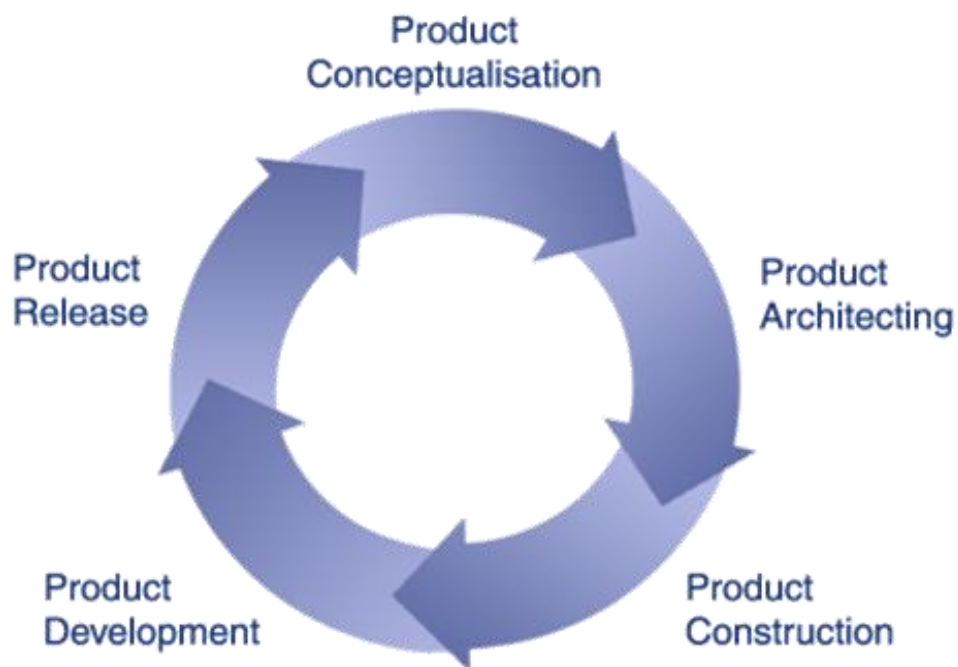 Product
Conceptualisation
Product
Architecting
Product
Construction
Product
Development
Product
Release